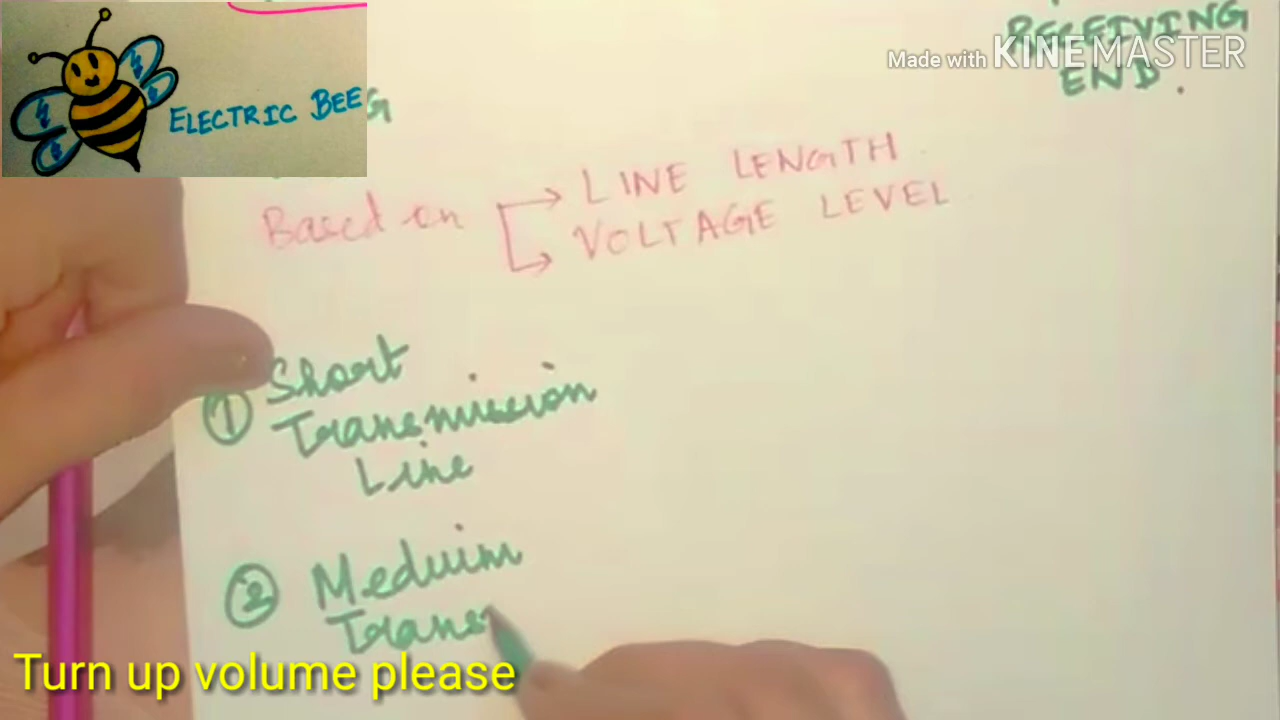 RECEIVING
END.
Made with KINEMASTER
ELECTRIC BEE
G
Based on → LINE LENGTH
→ VOLTAGE LEVEL
① Short
Transmission
Line
② Meduim
Trans
Turn up volume please